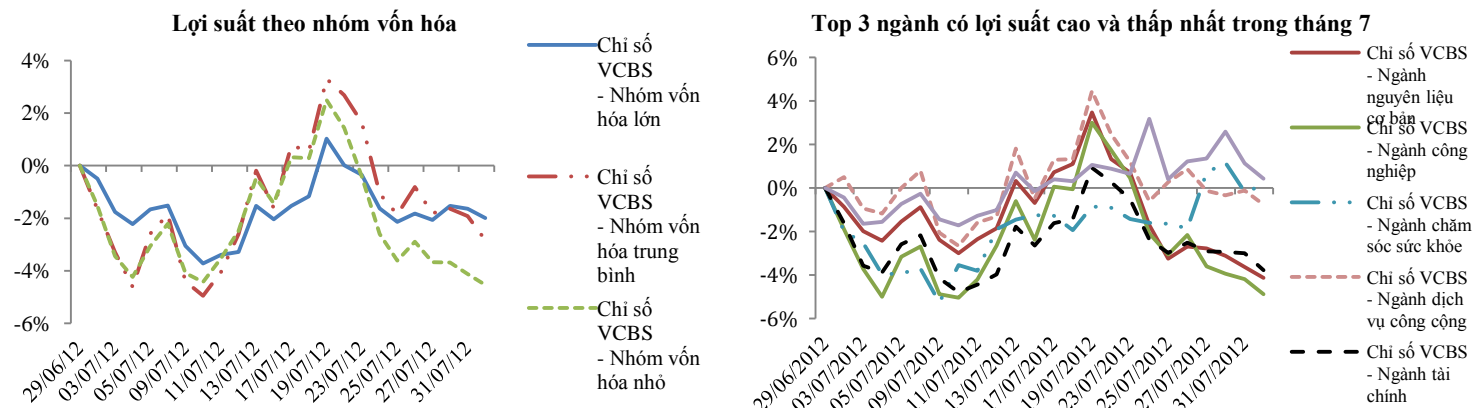 Lợi suất theo nhóm vốn hóa
4%
2%
0%
-2%
-4%
-6%
29/06/12
03/07/12
05/07/12
09/07/12
11/07/12
13/07/12
17/07/12
19/07/12
23/07/12
25/07/12
27/07/12
31/07/12
Chỉ số
VCBS
- Nhóm vốn
hóa lớn
Chỉ số
VCBS
- Nhóm vốn
hóa trung
bình
Chỉ số
VCBS
- Nhóm vốn
hóa nhỏ
Top 3 ngành có lợi suất cao và thấp nhất trong tháng 7
6%
4%
2%
0%
-2%
-4%
-6%
29/06/2012
03/07/2012
05/07/2012
09/07/2012
11/07/2012
13/07/2012
17/07/2012
19/07/2012
23/07/2012
25/07/2012
27/07/2012
31/07/2012
Chỉ số VCBS
- Ngành
nguyên liệu
cơ bản
Chỉ số VCBS
- Ngành công
nghiệp
Chỉ số VCBS
- Ngành chăm
sóc sức khỏe
Chỉ số VCBS
- Ngành dịch
vụ công cộng
Chỉ số VCBS
- Ngành tài
chính